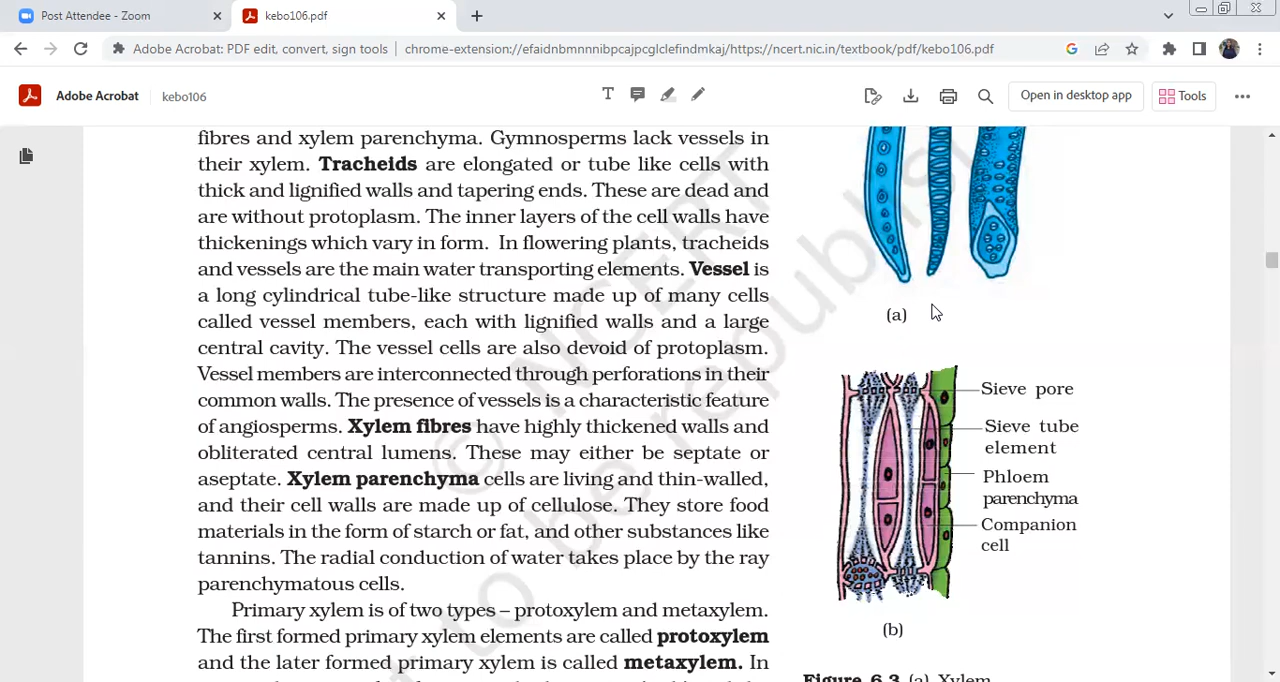 Post Attendee - Zoom
kebo106.pdf
Adobe Acrobat: PDF edit, convert, sign tools | chrome-extension://efaidnbmnnnibpcajpcglclefindmkaj/https://ncert.nic.in/textbook/pdf/kebo106.pdf
Adobe Acrobat
kebo106
Open in desktop app
Tools
fibres and xylem parenchyma. Gymnosperms lack vessels in
their xylem. Tracheids are elongated or tube like cells with
thick and lignified walls and tapering ends. These are dead and
are without protoplasm. The inner layers of the cell walls have
thickenings which vary in form. In flowering plants, tracheids
and vessels are the main water transporting elements. Vessel is
a long cylindrical tube-like structure made up of many cells
called vessel members, each with lignified walls and a large
central cavity. The vessel cells are also devoid of protoplasm.
Vessel members are interconnected through perforations in their
common walls. The presence of vessels is a characteristic feature
of angiosperms. Xylem fibres have highly thickened walls and
obliterated central lumens. These may either be septate or
aseptate. Xylem parenchyma cells are living and thin-walled,
and their cell walls are made up of cellulose. They store food
materials in the form of starch or fat, and other substances like
tannins. The radial conduction of water takes place by the ray
parenchymatous cells.
Primary xylem is of two types – protoxylem and metaxylem.
The first formed primary xylem elements are called protoxylem
and the later formed primary xylem is called metaxylem. In
(a)
Sieve pore
Sieve tube
element
Phloem
parenchyma
Companion
cell
(b)
Figure 6.3 (a) Xylem
© NCERT
to be republis